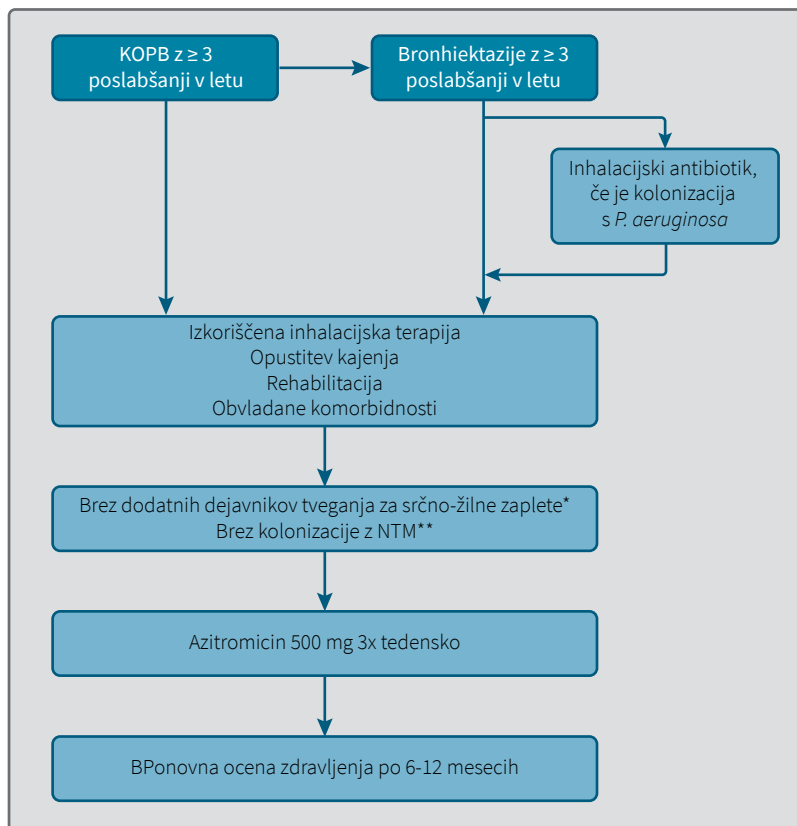 KOPB z ≥ 3
poslabšanji v letu
Bronhiektazije z ≥ 3
poslabšanji v letu
Inhalacijski antibiotik,
če je kolonizacija
s P. aeruginosa
Izkoriščena inhalacijska terapija
Opustitev kajenja
Rehabilitacija
Obvladane komorbidnosti
Brez dodatnih dejavnikov tveganja za srčno-žilne zaplete*
Brez kolonizacije z NTM**
Azitromicin 500 mg 3x tedensko
BPonovna ocena zdravljenja po 6-12 mesecih